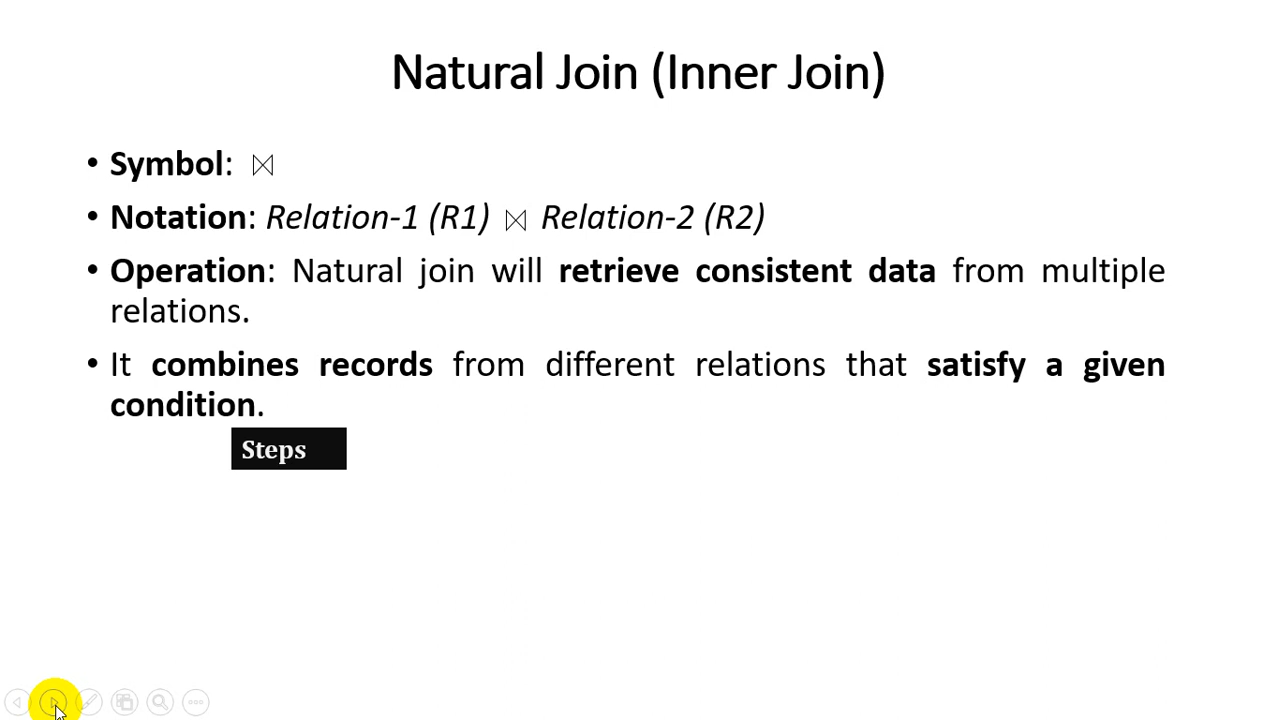 Natural Join (Inner Join)
• Symbol: ⋈
• Notation: Relation-1 (R1) ⋈ Relation-2 (R2)
• Operation: Natural join will retrieve consistent data from multiple
relations.
• It combines records from different relations that satisfy a given
condition.
Steps